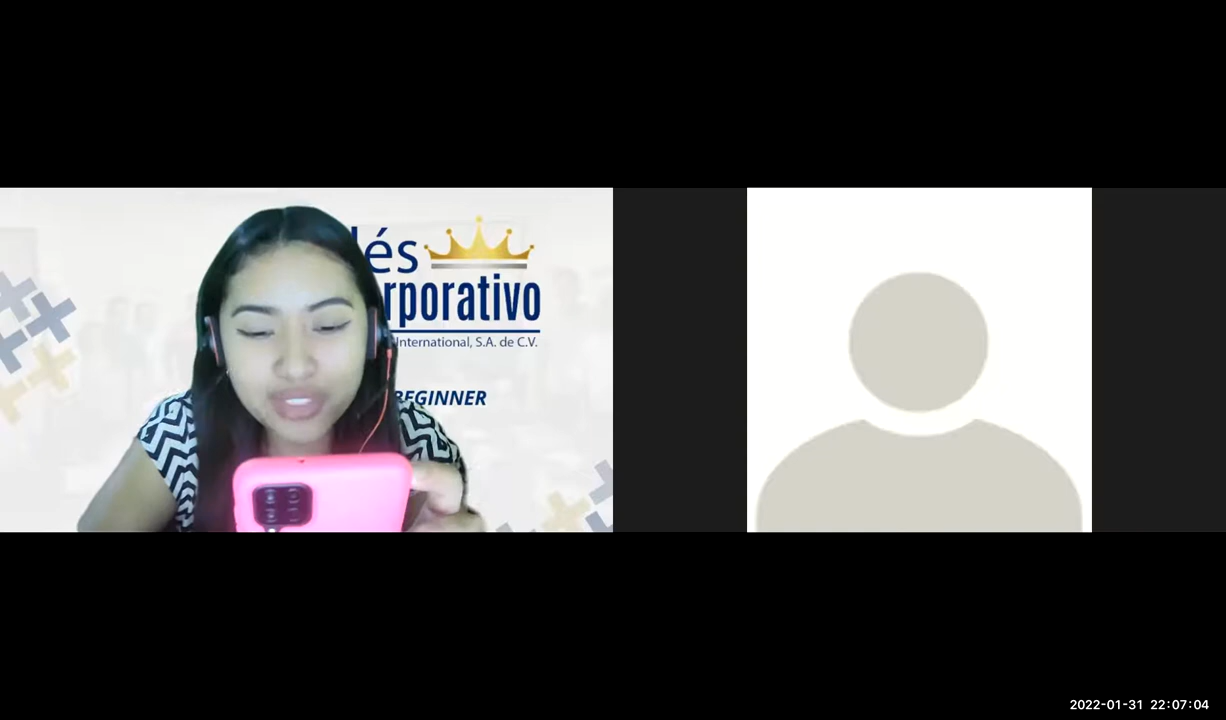 lés
rporativo
International, S.A. de C.V.
BEGINNER
2022-01-31 22:07:04